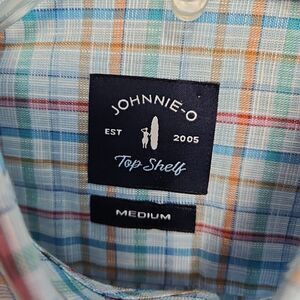 JOHNNIE-O
EST 2005
Top Shelf
MEDIUM